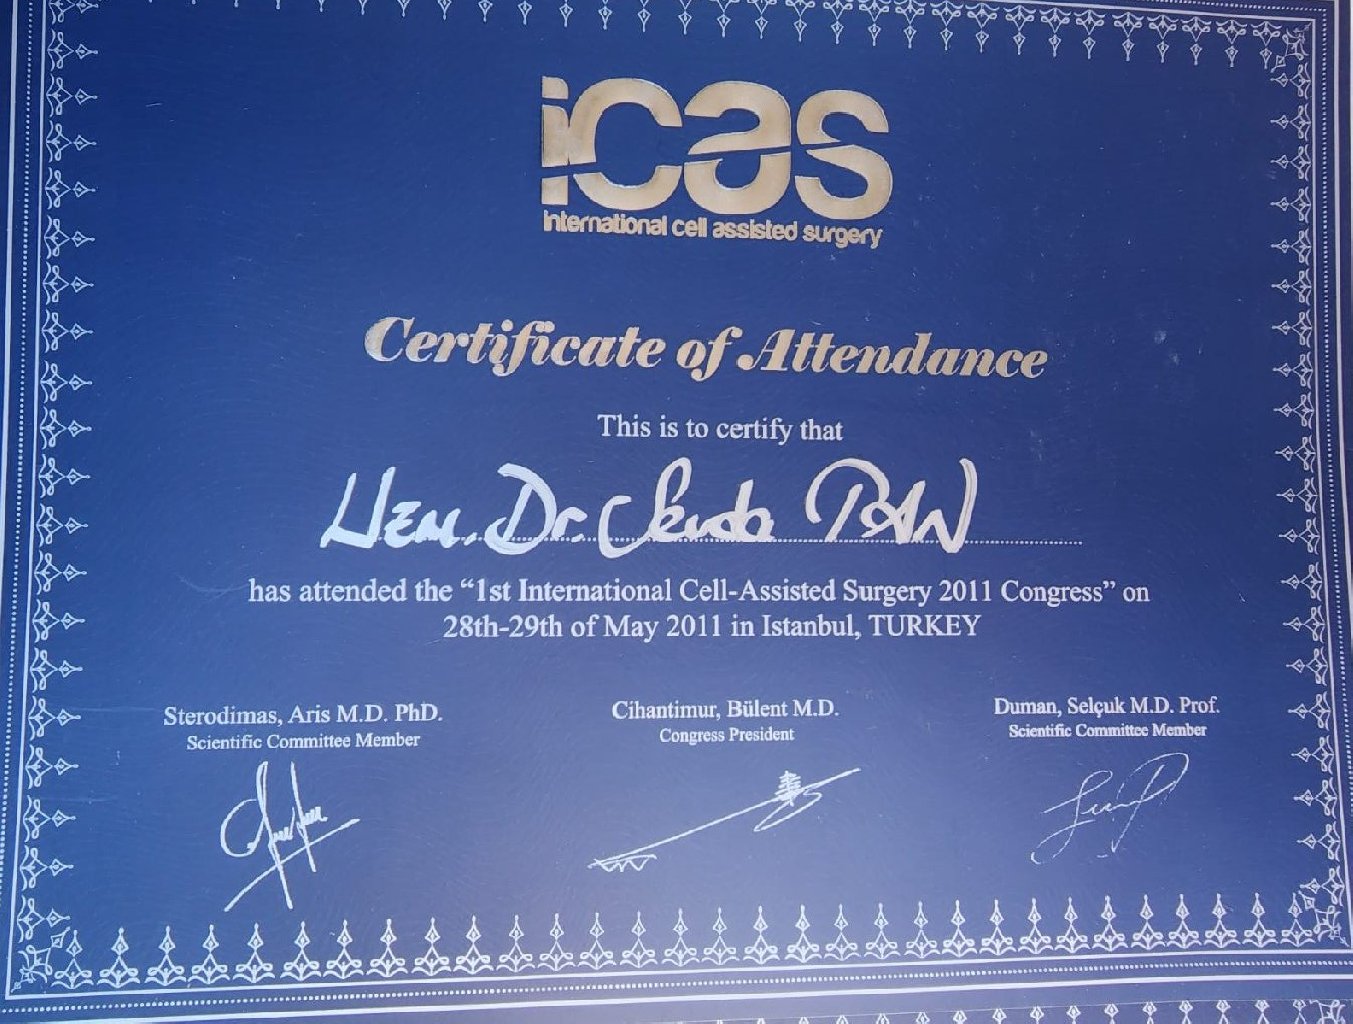 icas
international cell assisted surgery
Certificate of Attendance
This is to certify that
Dr. PAN
has attended the “1st International Cell-Assisted Surgery 2011 Congress” on
28th-29th of May 2011 in Istanbul, TURKEY
Sterodimas, Aris M.D. PhD.
Scientific Committee Member
Cihantimur, Bülent M.D.
Congress President
Duman, Selçuk M.D. Prof.
Scientific Committee Member